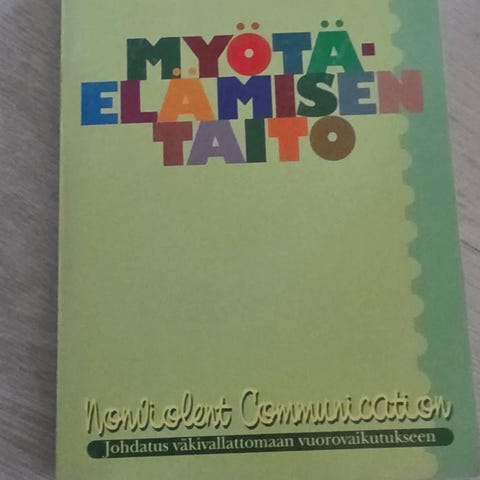 MYÖTÄ-
ELÄMISEN
TAITO
Nonviolent Communication
Johdatus väkivallattomaan vuorovaikutukseen